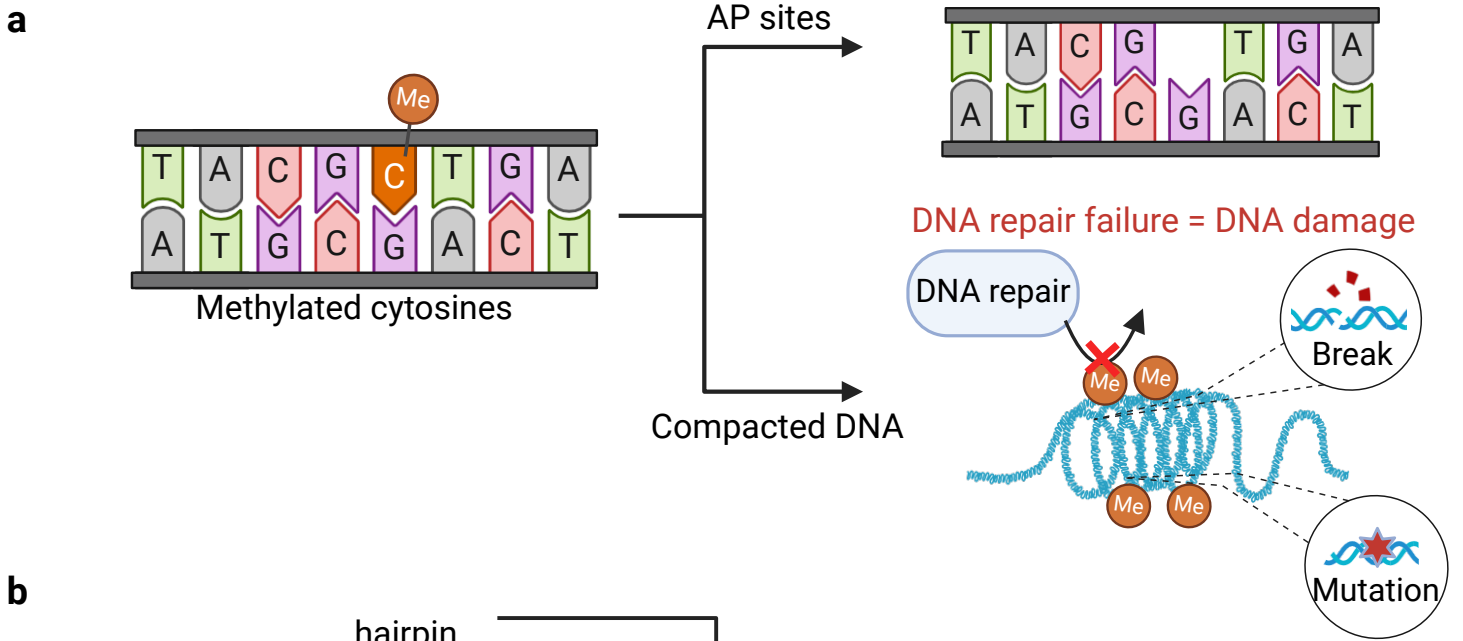 a
AP sites
T A C G T G A
A T G C G A C T
Me
T A C G C T G A
A T G C G A C T
Methylated cytosines
DNA repair failure = DNA damage
DNA repair
Break
Me Me
Compacted DNA
Me Me
Mutation
b
hairpin